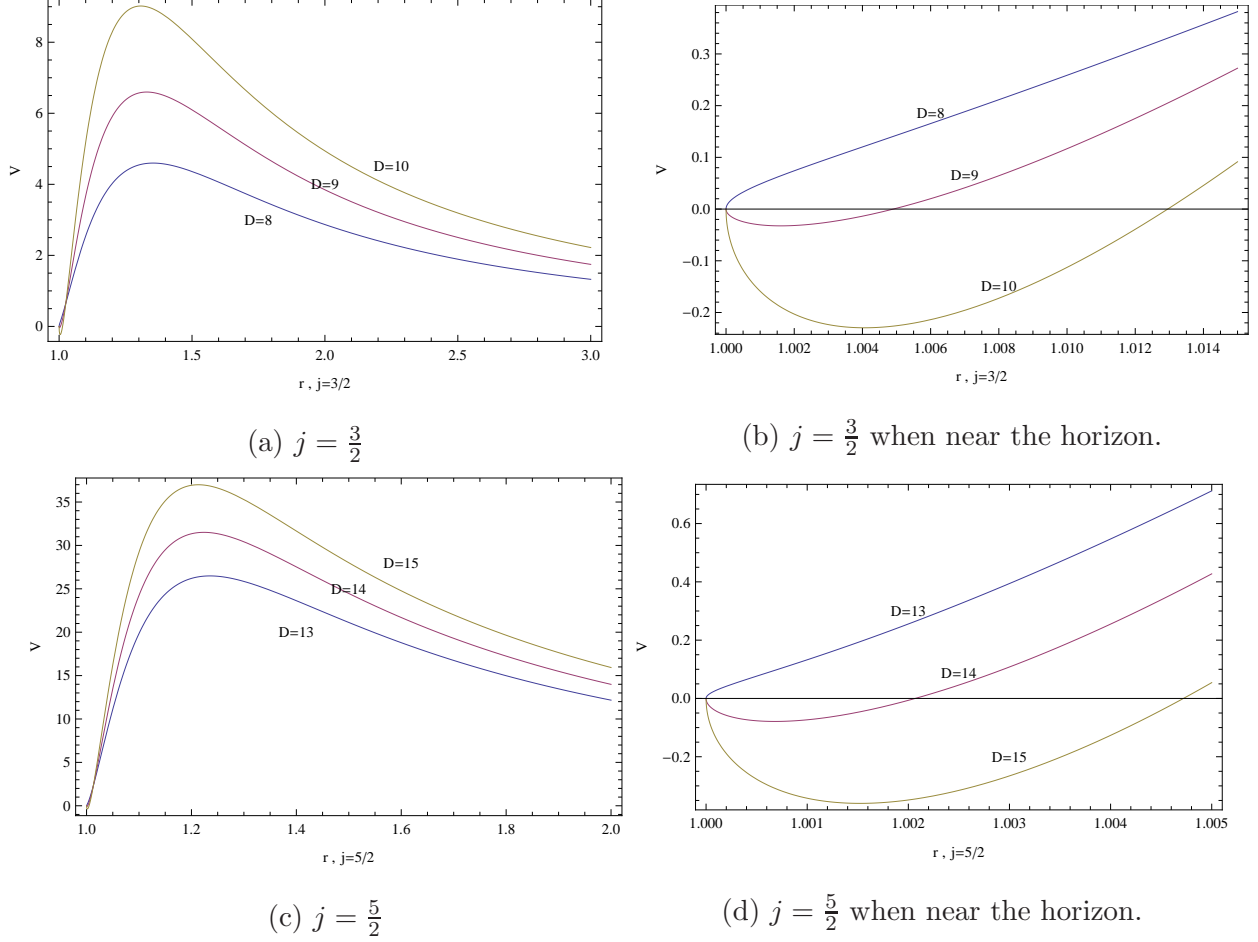 8
6
4
2
0
V
D=10
D=9
D=8
1.0
1.5
2.0
2.5
3.0
r , j=3/2
(a) j = 3/2
0.3
0.2
0.1
0.0
−0.1
−0.2
V
D=8
D=9
D=10
1.000
1.002
1.004
1.006
1.008
1.010
1.012
1.014
r , j=3/2
(b) j = 3/2 when near the horizon.
35
30
25
20
15
10
5
0
V
D=15
D=14
D=13
1.0
1.2
1.4
1.6
1.8
2.0
r , j=5/2
(c) j = 5/2
0.6
0.4
0.2
0.0
−0.2
V
D=13
D=14
D=15
1.000
1.001
1.002
1.003
1.004
1.005
r , j=5/2
(d) j = 5/2 when near the horizon.